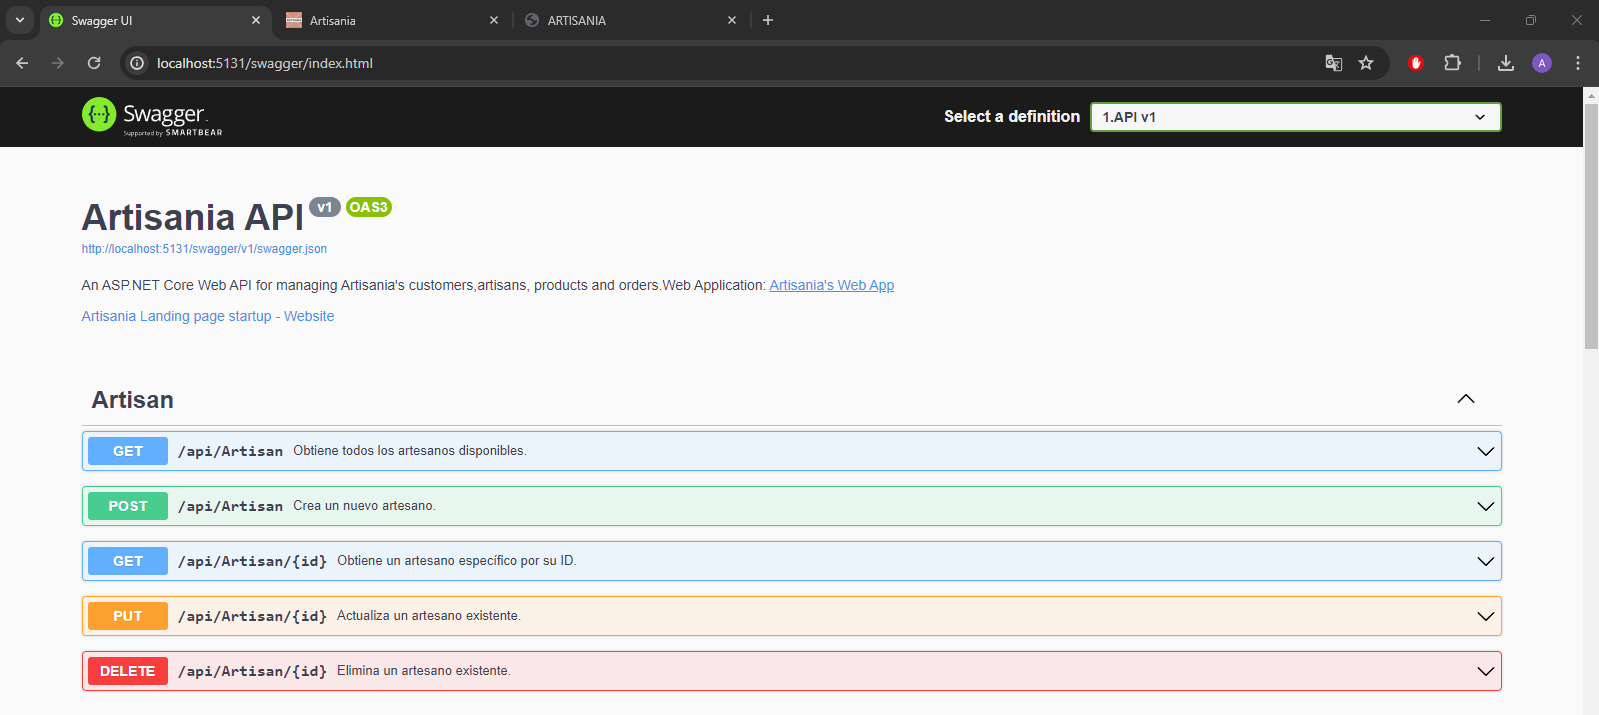 Swagger UI
Artisania
ARTISANIA
localhost:5131/swagger/index.html
A
{···} Swagger.
Supported by SMARTBEAR
Select a definition
1.API v1
Artisania API v1 OAS3
http://localhost:5131/swagger/v1/swagger.json
An ASP.NET Core Web API for managing Artisania's customers,artisans, products and orders.Web Application: Artisania's Web App
Artisania Landing page startup - Website
Artisan
GET /api/Artisan Obtiene todos los artesanos disponibles.
POST /api/Artisan Crea un nuevo artesano.
GET /api/Artisan/{id} Obtiene un artesano específico por su ID.
PUT /api/Artisan/{id} Actualiza un artesano existente.
DELETE /api/Artisan/{id} Elimina un artesano existente.